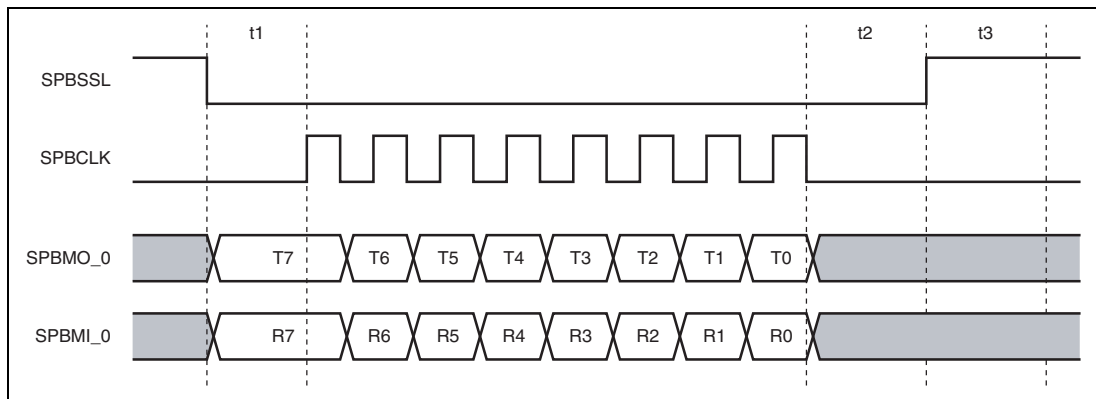 t1 t2 t3
SPBSSL
SPBCLK
SPBMO_0 T7 T6 T5 T4 T3 T2 T1 T0
SPBMI_0 R7 R6 R5 R4 R3 R2 R1 R0